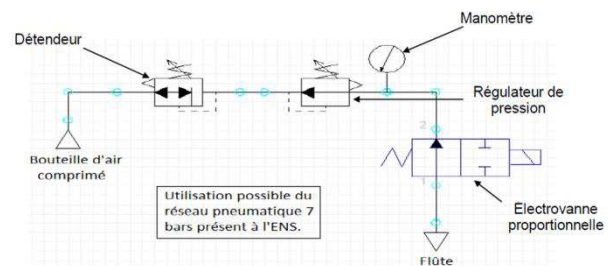 Manomètre
Détendeur
Régulateur de
pression
2
Bouteille d'air
comprimé
1
Utilisation possible du
réseau pneumatique 7
bars présent à l'ENS.
Electrovanne
proportionnelle
Flûte